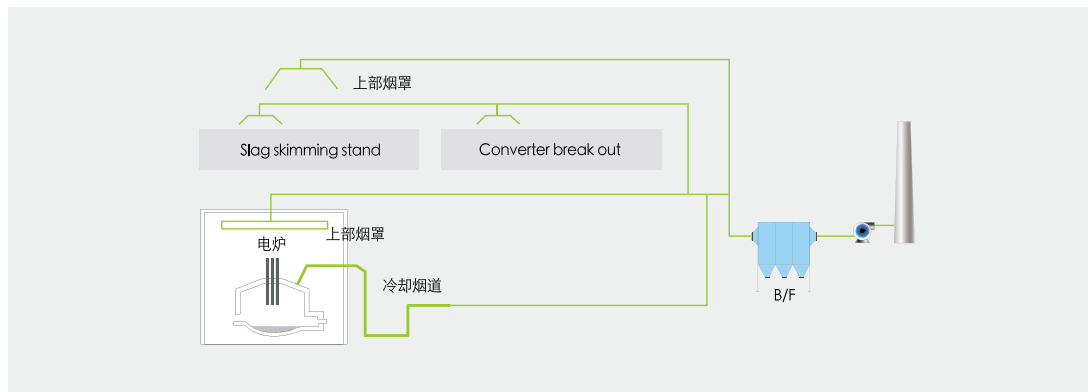 上部烟罩
Slag skimming stand
Converter break out
上部烟罩
电炉
冷却烟道
B/F